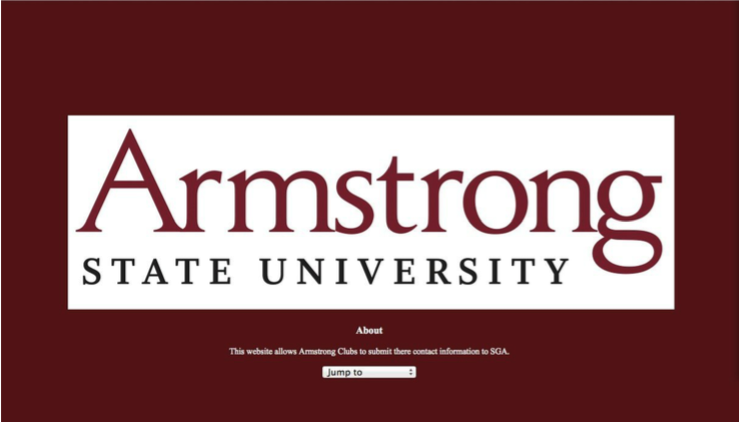 Armstrong
STATE UNIVERSITY
About
This website allows Armstrong Clubs to submit there contact information to SGA.
Jump to